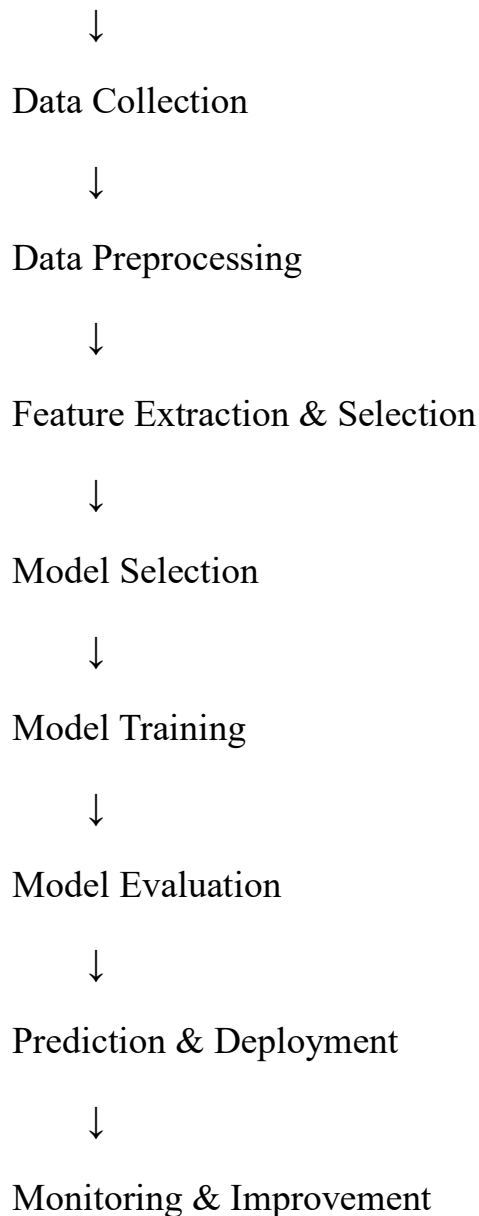 ↓
Data Collection
↓
Data Preprocessing
↓
Feature Extraction & Selection
↓
Model Selection
↓
Model Training
↓
Model Evaluation
↓
Prediction & Deployment
↓
Monitoring & Improvement